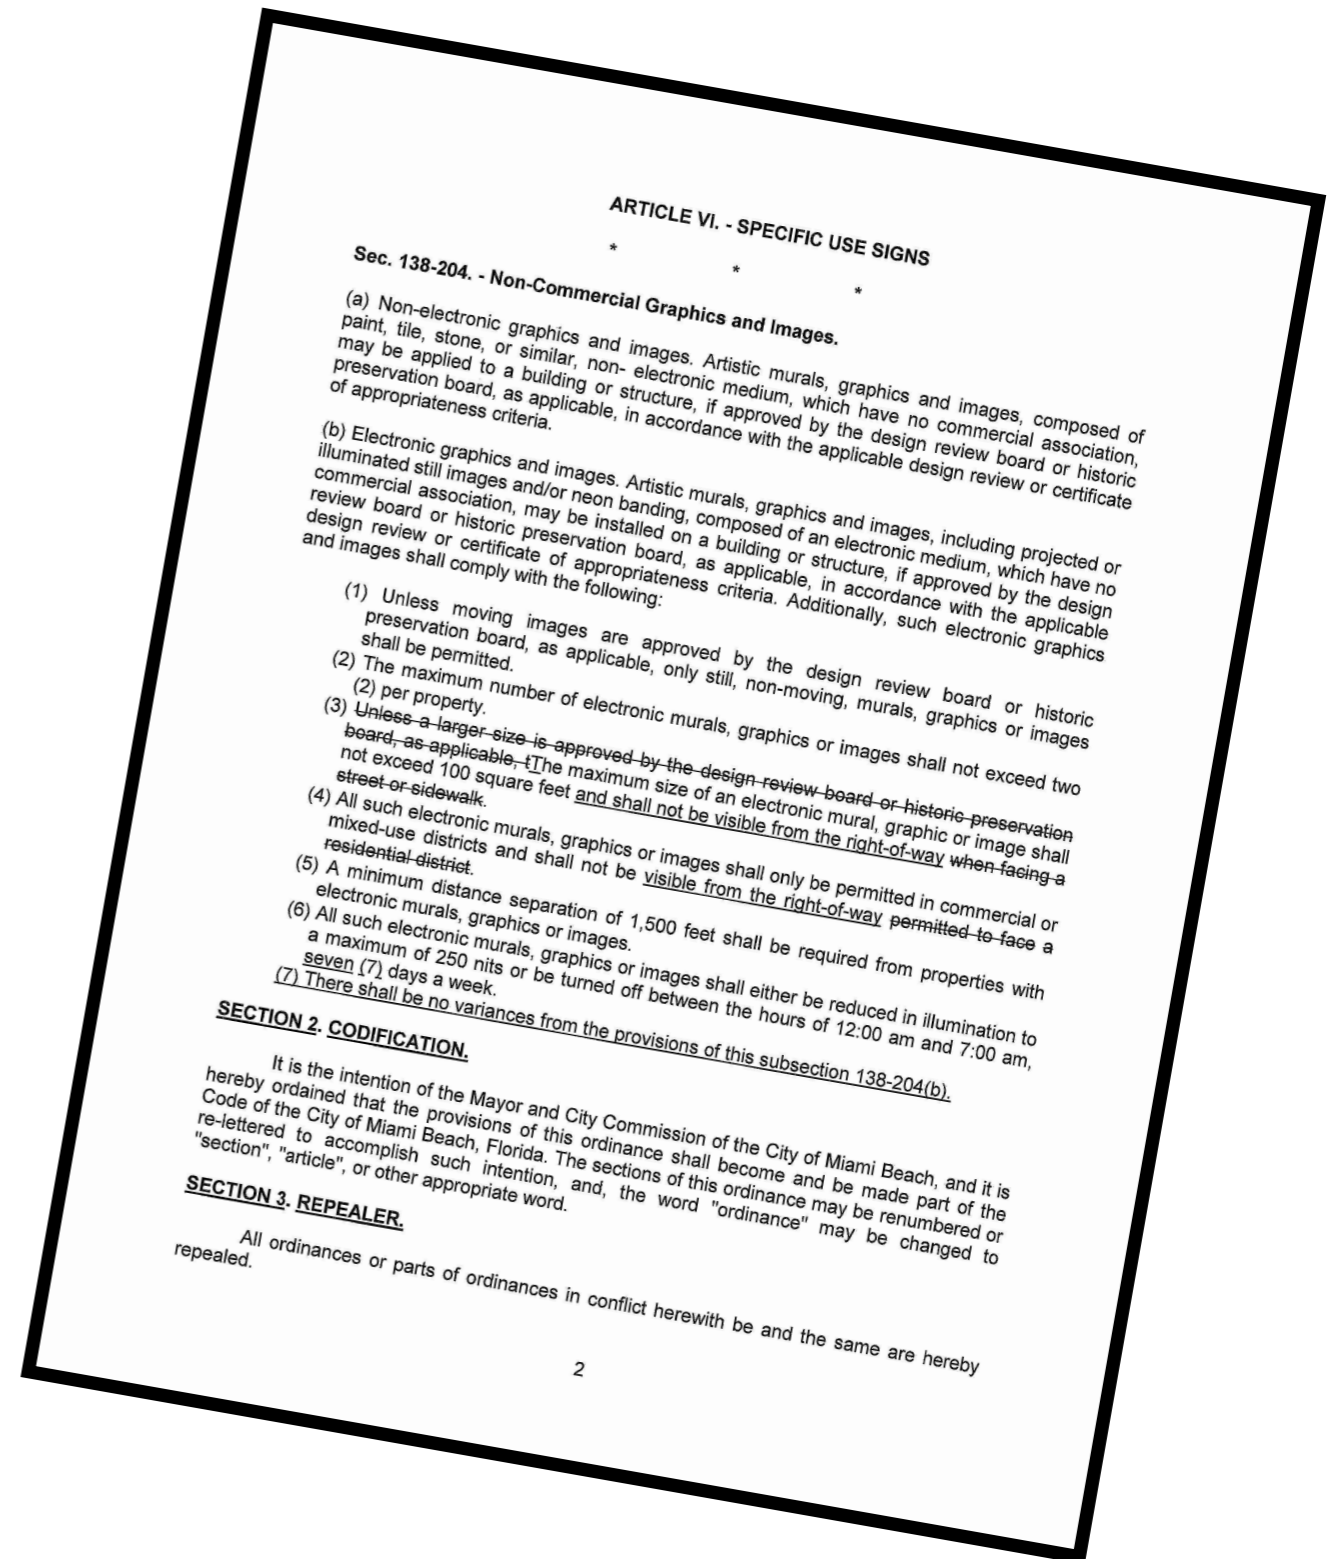 ARTICLE VI. - SPECIFIC USE SIGNS
* * *
Sec. 138-204. - Non-Commercial Graphics and Images.
(a) Non-electronic graphics and images. Artistic murals, graphics and images, composed of
paint, tile, stone, or similar, non- electronic medium, which have no commercial association,
may be applied to a building or structure, if approved by the design review board or historic
preservation board, as applicable, in accordance with the applicable design review or certificate
of appropriateness criteria.
(b) Electronic graphics and images. Artistic murals, graphics and images, including projected or
illuminated still images and/or neon banding, composed of an electronic medium, which have no
commercial association, may be installed on a building or structure, if approved by the design
review board or historic preservation board, as applicable, in accordance with the applicable
design review or certificate of appropriateness criteria. Additionally, such electronic graphics
and images shall comply with the following:
(1) Unless moving images are approved by the design review board or historic
preservation board, as applicable, only still, non-moving, murals, graphics or images
shall be permitted.
(2) The maximum number of electronic murals, graphics or images shall not exceed two
(2) per property.
(3) Unless a larger size is approved by the design review board or historic preservation
board, as applicable, tThe maximum size of an electronic mural, graphic or image shall
not exceed 100 square feet and shall not be visible from the right-of-way when facing a
street or sidewalk.
(4) All such electronic murals, graphics or images shall only be permitted in commercial or
mixed-use districts and shall not be visible from the right-of-way permitted to face a
residential district.
(5) A minimum distance separation of 1,500 feet shall be required from properties with
electronic murals, graphics or images.
(6) All such electronic murals, graphics or images shall either be reduced in illumination to
a maximum of 250 nits or be turned off between the hours of 12:00 am and 7:00 am,
seven (7) days a week.
(7) There shall be no variances from the provisions of this subsection 138-204(b).
SECTION 2. CODIFICATION.
It is the intention of the Mayor and City Commission of the City of Miami Beach, and it is
hereby ordained that the provisions of this ordinance shall become and be made part of the
Code of the City of Miami Beach, Florida. The sections of this ordinance may be renumbered or
re-lettered to accomplish such intention, and, the word "ordinance" may be changed to
"section", "article", or other appropriate word.
SECTION 3. REPEALER.
All ordinances or parts of ordinances in conflict herewith be and the same are hereby
repealed.
2